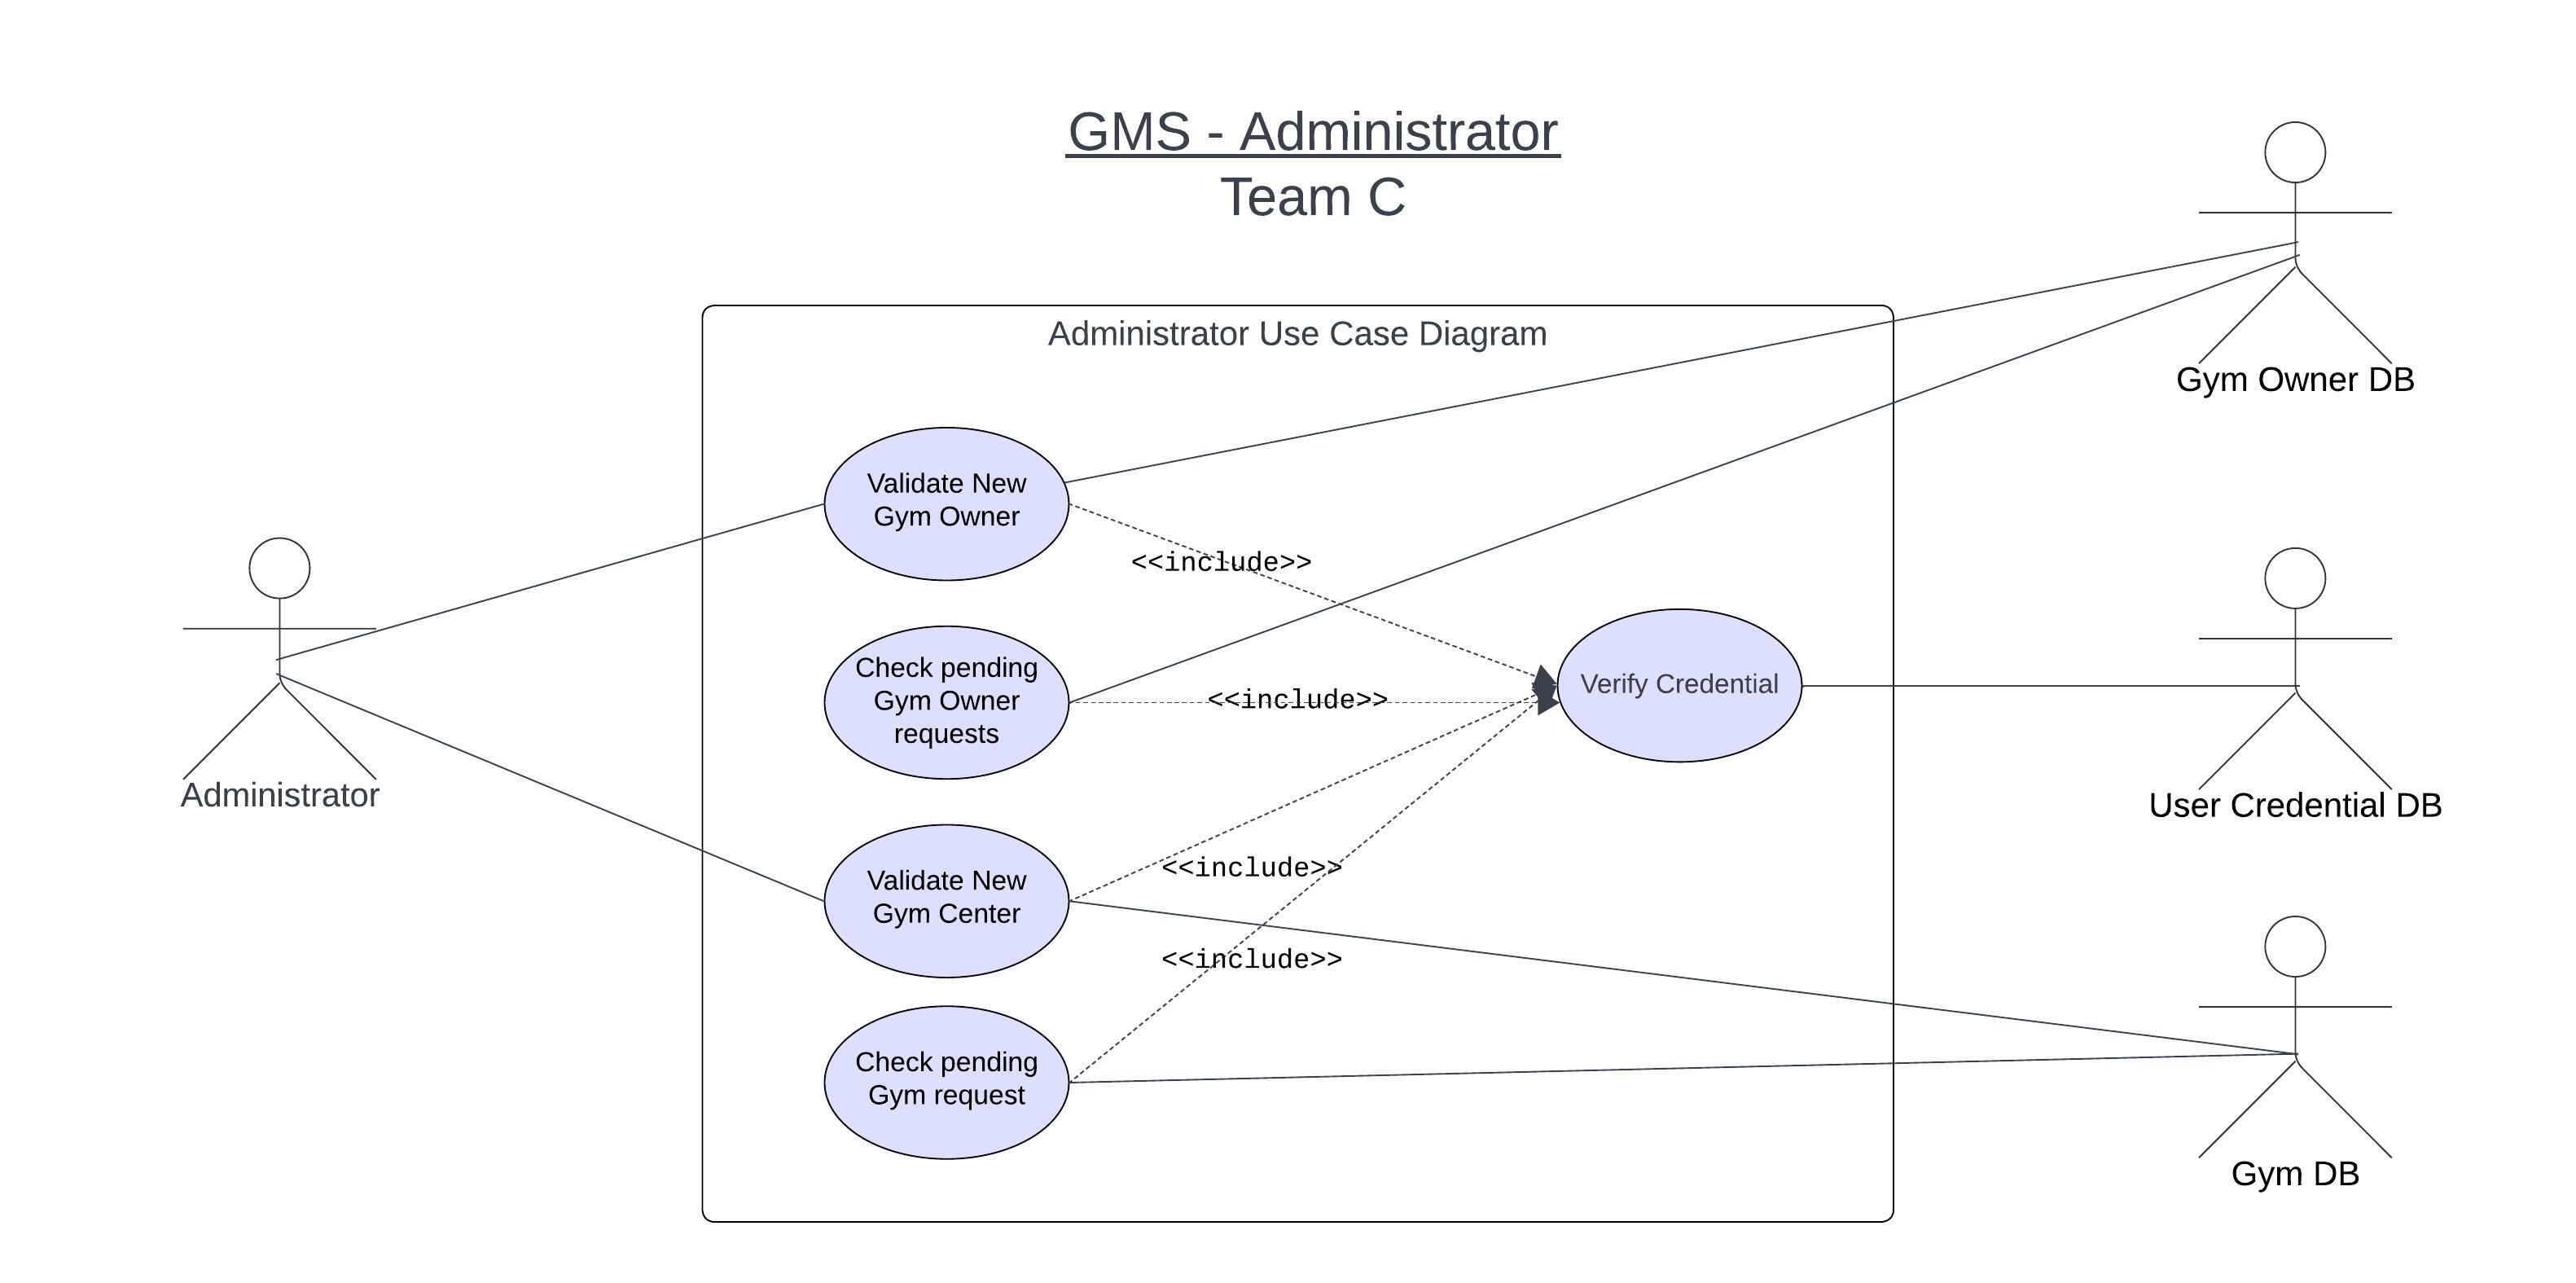 GMS - Administrator
Team C
Administrator Use Case Diagram
Gym Owner DB
Validate New
Gym Owner
<<include>>
Check pending
Gym Owner
requests
<<include>>
Verify Credential
Administrator
User Credential DB
Validate New
Gym Center
<<include>>
<<include>>
Check pending
Gym request
Gym DB